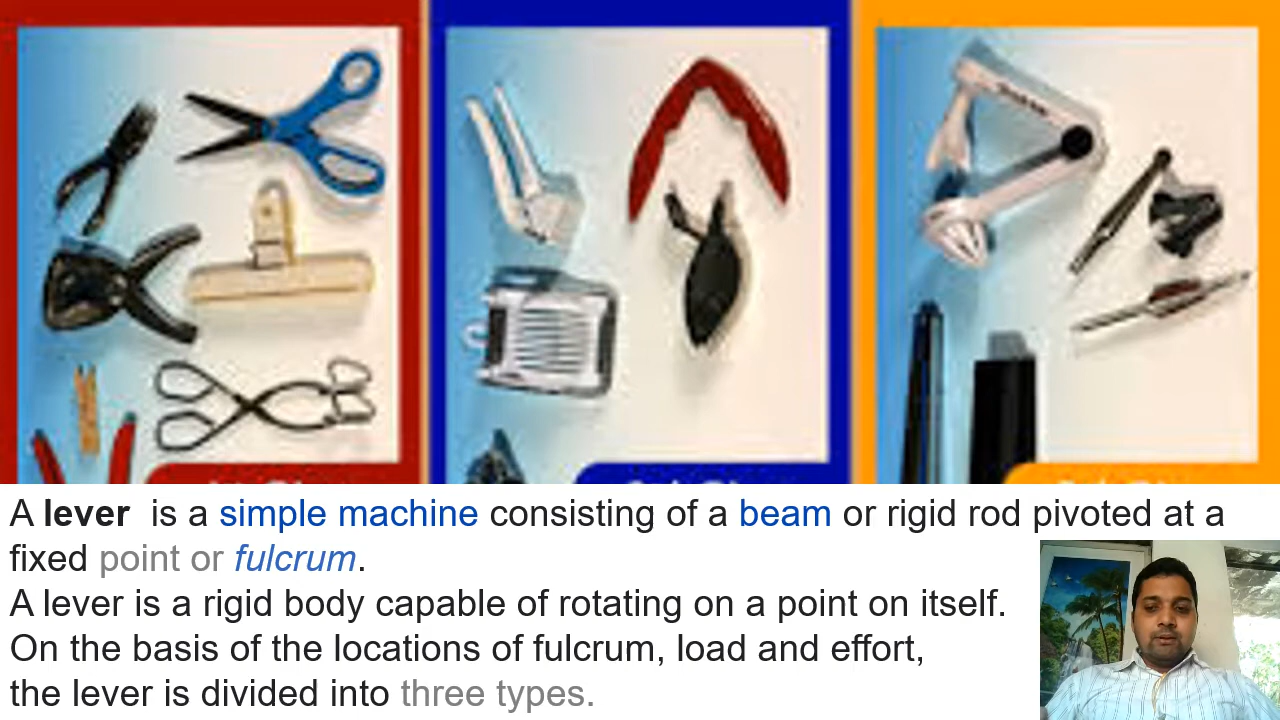 A lever is a simple machine consisting of a beam or rigid rod pivoted at a
fixed point or fulcrum.
A lever is a rigid body capable of rotating on a point on itself.
On the basis of the locations of fulcrum, load and effort,
the lever is divided into three types.